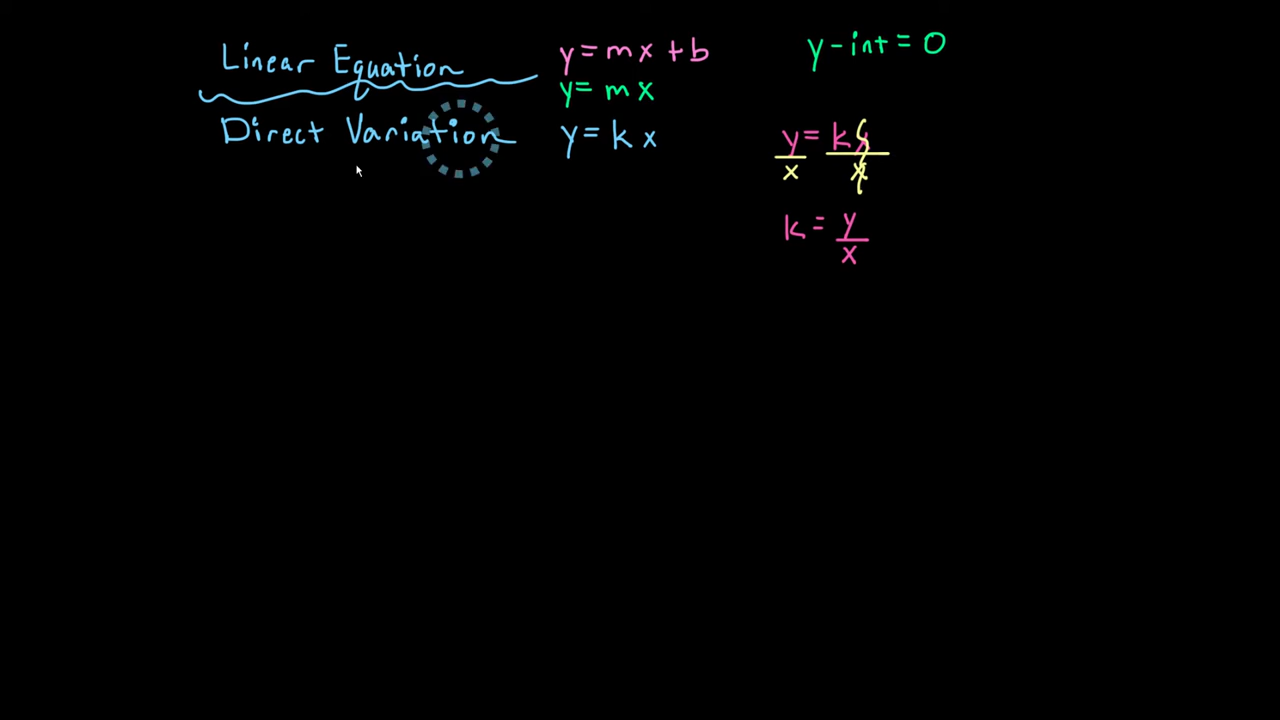 Linear Equation
y = mx + b
y = mx
Direct Variation
y = kx
y-int = 0
y = kx
x x
k = y/x